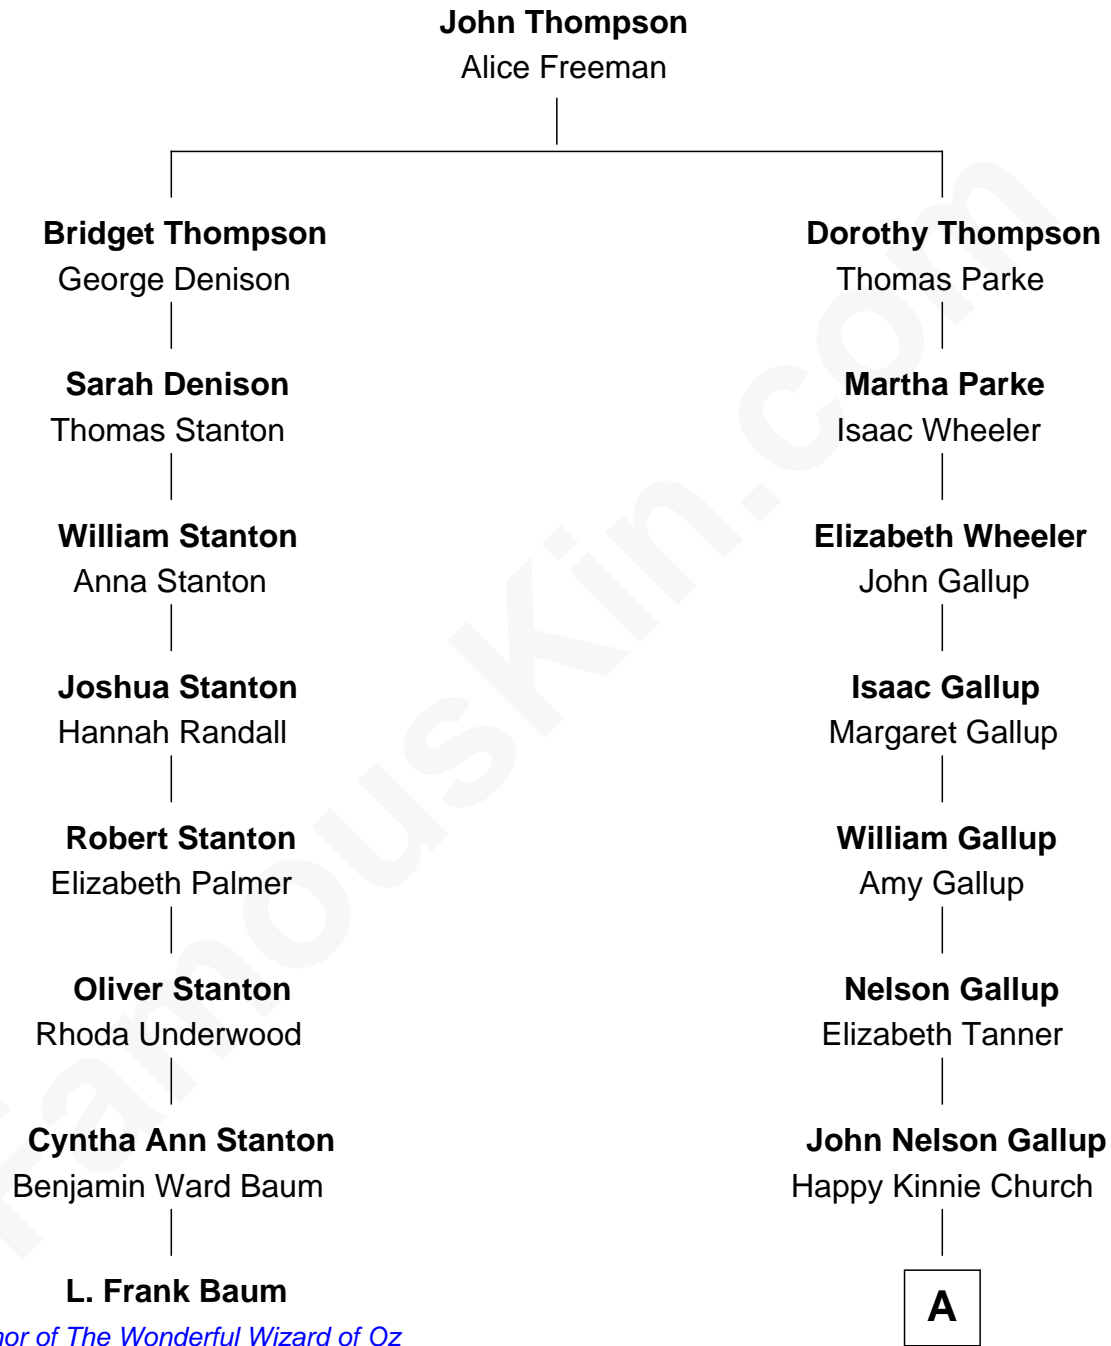 John Thompson
Alice Freeman
Bridget Thompson
George Denison
Dorothy Thompson
Thomas Parke
Sarah Denison
Thomas Stanton
Martha Parke
Isaac Wheeler
William Stanton
Anna Stanton
Elizabeth Wheeler
John Gallup
Joshua Stanton
Hannah Randall
Isaac Gallup
Margaret Gallup
Robert Stanton
Elizabeth Palmer
William Gallup
Amy Gallup
Oliver Stanton
Rhoda Underwood
Nelson Gallup
Elizabeth Tanner
Cyntha Ann Stanton
Benjamin Ward Baum
John Nelson Gallup
Happy Kinnie Church
L. Frank Baum
of The Wonderful Wizard of Oz
A
FamousKin.com